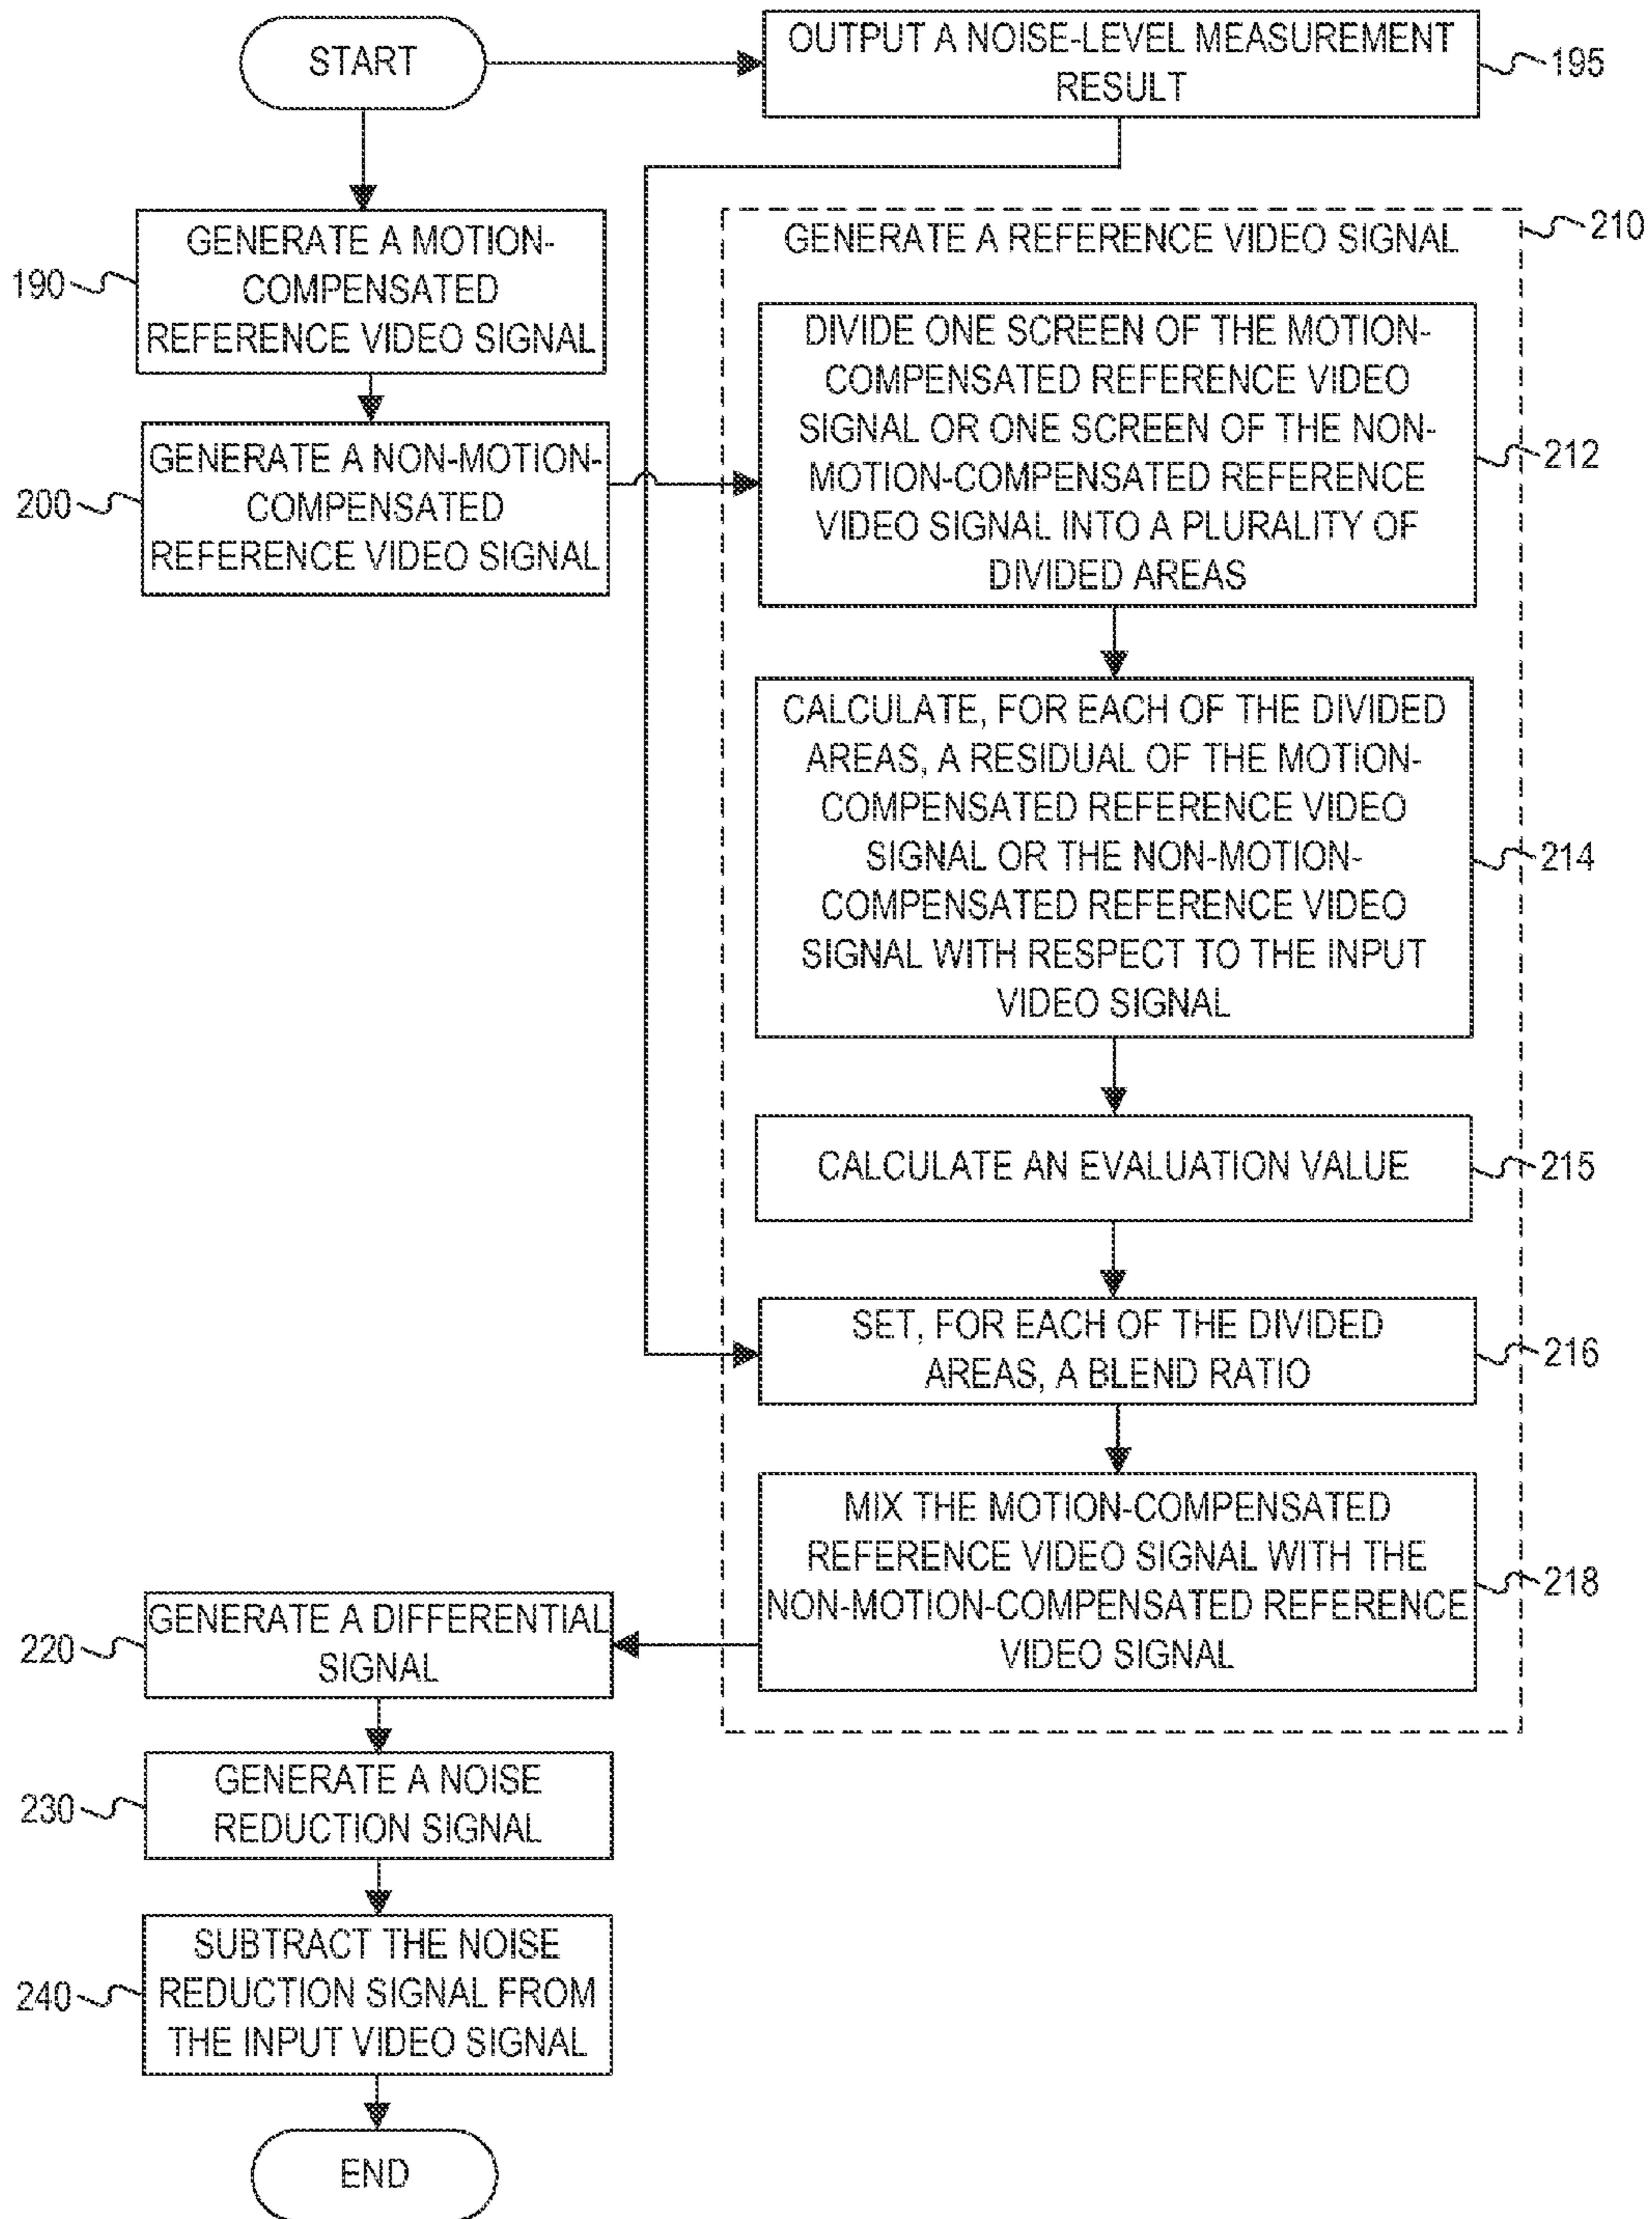 START
OUTPUT A NOISE-LEVEL MEASUREMENT
RESULT
195
GENERATE A MOTION-
COMPENSATED
REFERENCE VIDEO SIGNAL
190
GENERATE A NON-MOTION-
COMPENSATED
REFERENCE VIDEO SIGNAL
200
GENERATE A REFERENCE VIDEO SIGNAL
210
DIVIDE ONE SCREEN OF THE MOTION-
COMPENSATED REFERENCE VIDEO
SIGNAL OR ONE SCREEN OF THE NON-
MOTION-COMPENSATED REFERENCE
VIDEO SIGNAL INTO A PLURALITY OF
DIVIDED AREAS
212
CALCULATE, FOR EACH OF THE DIVIDED
AREAS, A RESIDUAL OF THE MOTION-
COMPENSATED REFERENCE VIDEO
SIGNAL OR THE NON-MOTION-
COMPENSATED REFERENCE VIDEO
SIGNAL WITH RESPECT TO THE INPUT
VIDEO SIGNAL
214
CALCULATE AN EVALUATION VALUE
215
SET, FOR EACH OF THE DIVIDED
AREAS, A BLEND RATIO
216
MIX THE MOTION-COMPENSATED
REFERENCE VIDEO SIGNAL WITH THE
NON-MOTION-COMPENSATED REFERENCE
VIDEO SIGNAL
218
GENERATE A DIFFERENTIAL
SIGNAL
220
GENERATE A NOISE
REDUCTION SIGNAL
230
SUBTRACT THE NOISE
REDUCTION SIGNAL FROM
THE INPUT VIDEO SIGNAL
240
END